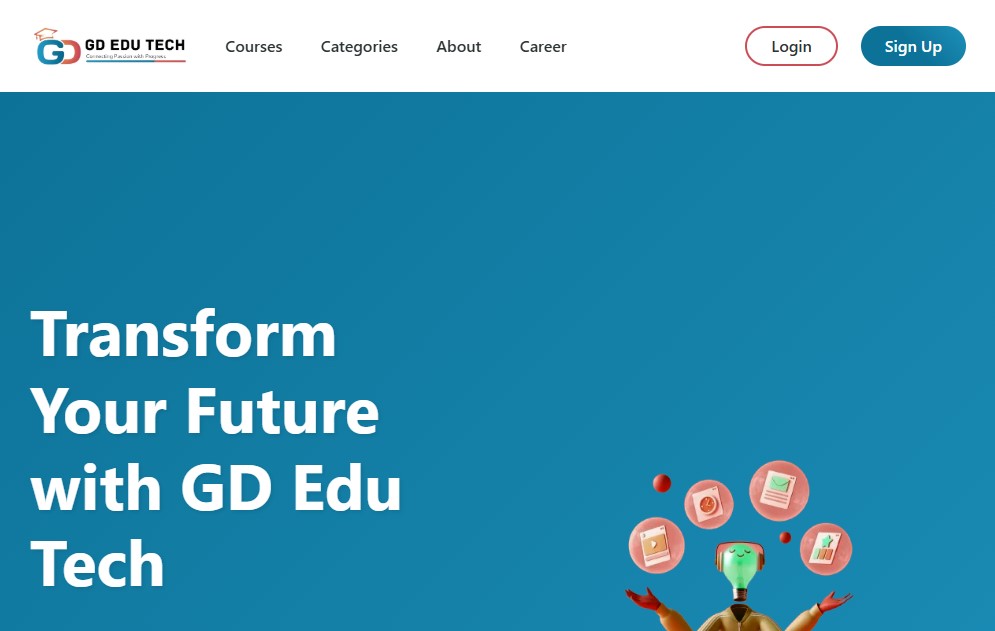 GD EDU TECH
Connecting Passion with Progress
Courses
Categories
About
Career
Login
Sign Up
Transform
Your Future
with GD Edu
Tech